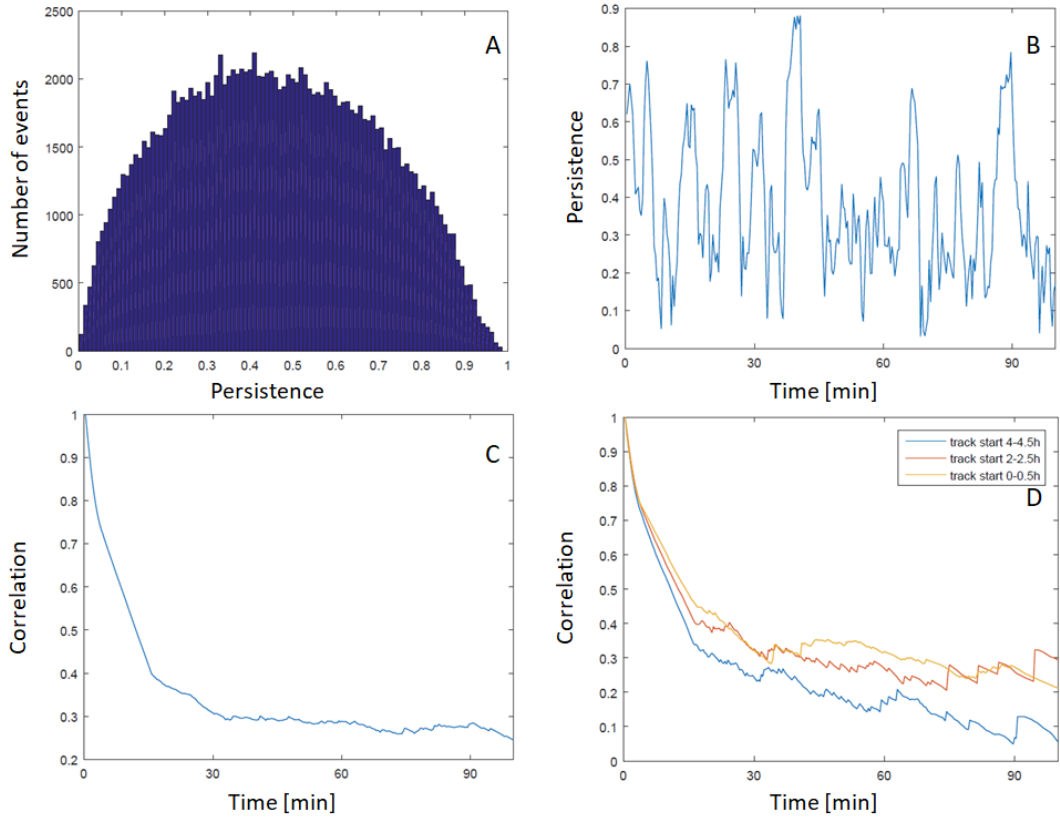 A
Number of events
2500
2000
1500
1000
500
0
0 0.1 0.2 0.3 0.4 0.5 0.6 0.7 0.8 0.9 1
Persistence
B
Persistence
0.9
0.8
0.7
0.6
0.5
0.4
0.3
0.2
0.1
0
0 30 60 90
Time [min]
C
Correlation
1
0.9
0.8
0.7
0.6
0.5
0.4
0.3
0.2
0 30 60 90
Time [min]
track start 4-4.5h
track start 2-2.5h
track start 0-0.5h
D
Correlation
1
0.9
0.8
0.7
0.6
0.5
0.4
0.3
0.2
0.1
0
0 30 60 90
Time [min]